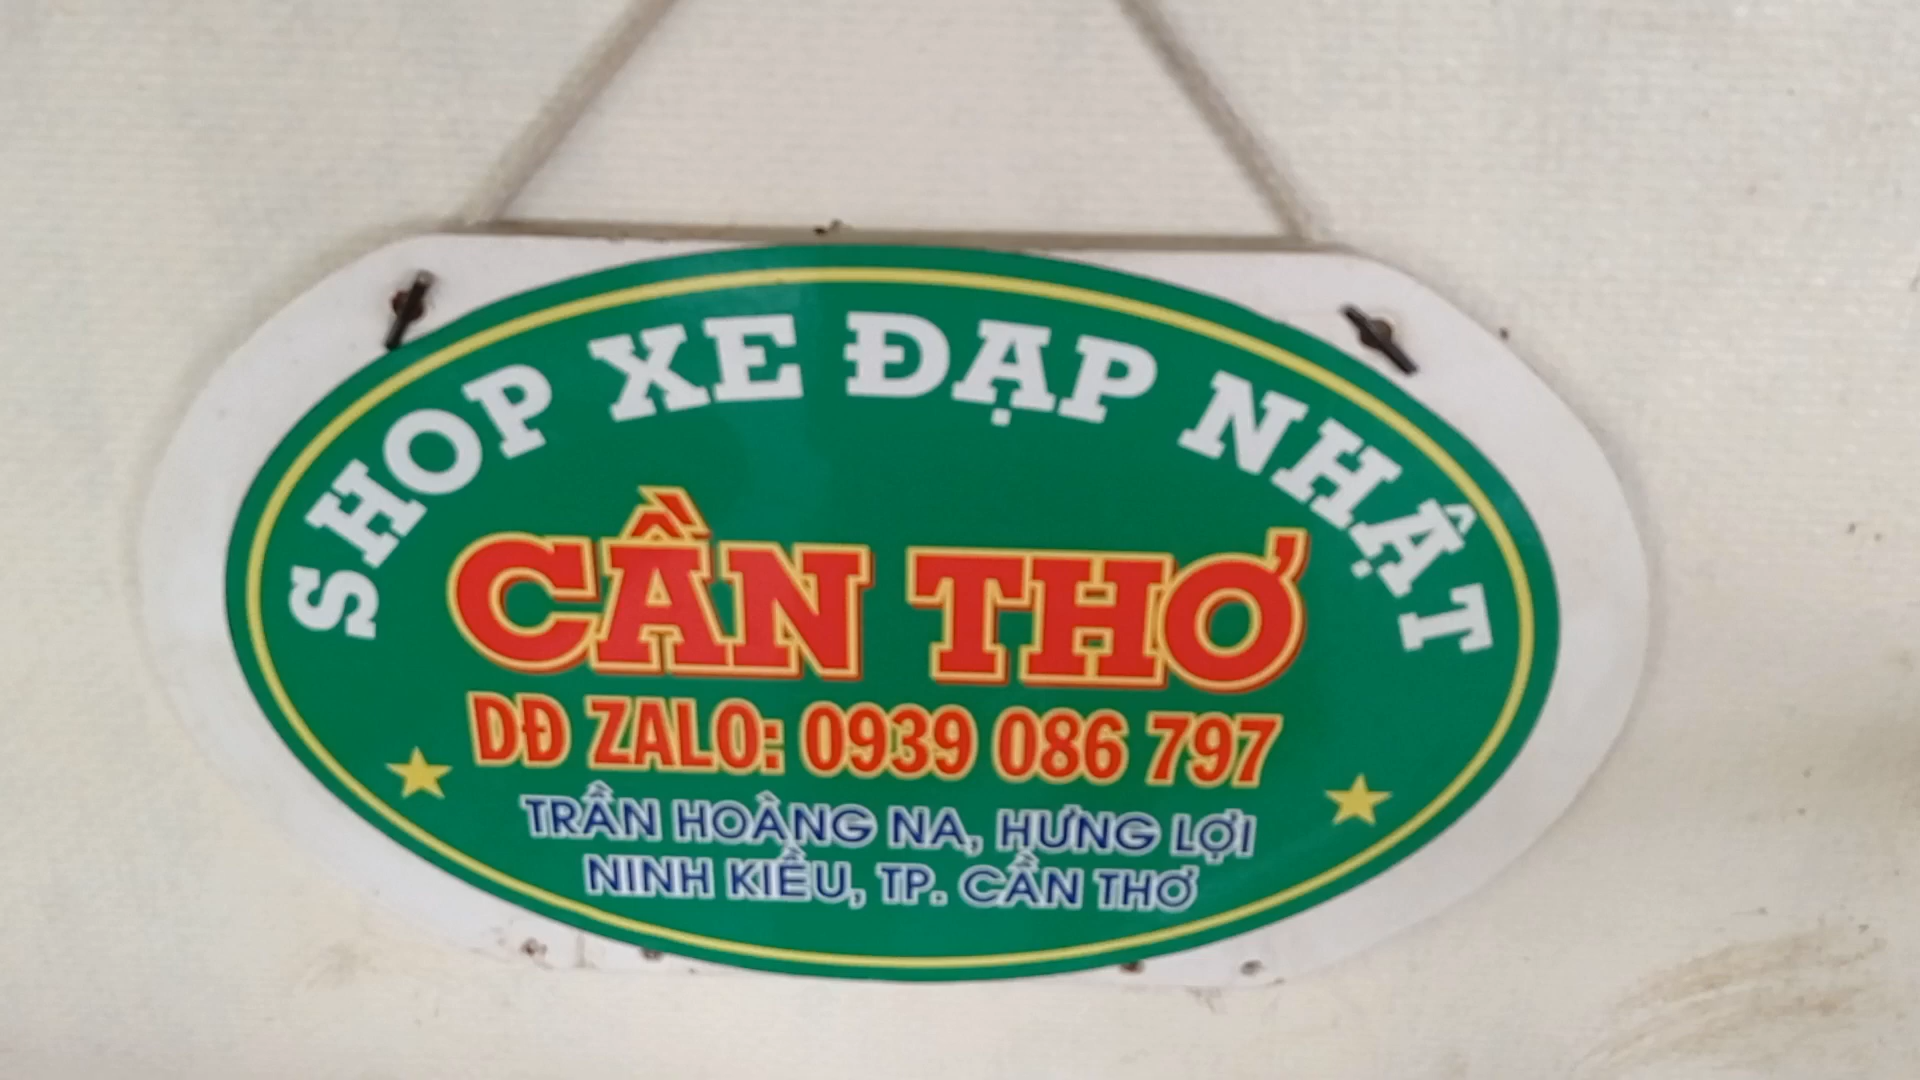 SHOP XE ĐẠP NHẬT
CẦN THƠ
DĐ ZALO: 0939 086 797
TRẦN HOÀNG NA, HƯNG LỢI
NINH KIỀU, TP. CẦN THƠ